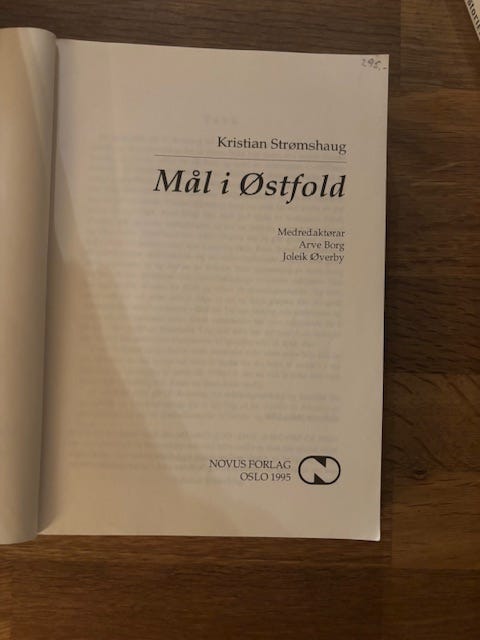 295,-
Kristian Strømshaug
Mål i Østfold
Medredaktørar
Arve Borg
Joleik Øverby
NOVUS FORLAG
OSLO 1995